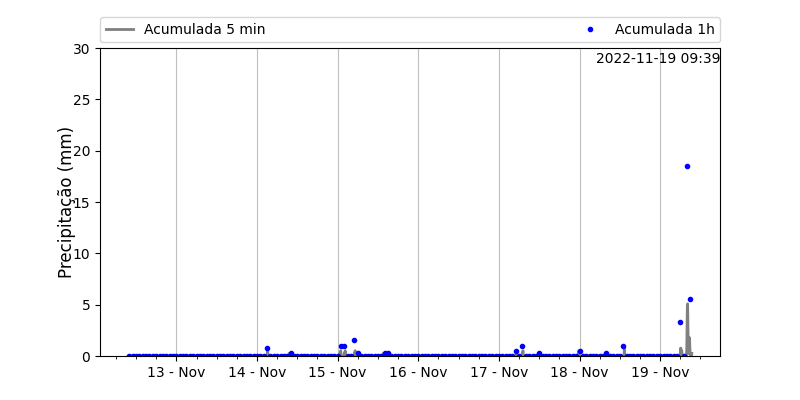 Acumulada 5 min
Acumulada 1h
2022-11-19 09:39
Precipitação (mm)
30
25
20
15
10
5
0
13 - Nov
14 - Nov
15 - Nov
16 - Nov
17 - Nov
18 - Nov
19 - Nov